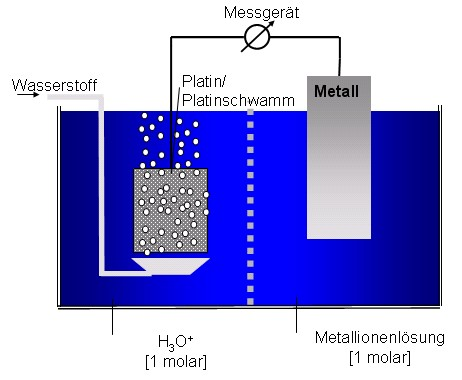 Messgerät
Wasserstoff
Platin/
Platinschwamm
Metall
H₃O⁺
[1 molar]
Metallionenlösung
[1 molar]